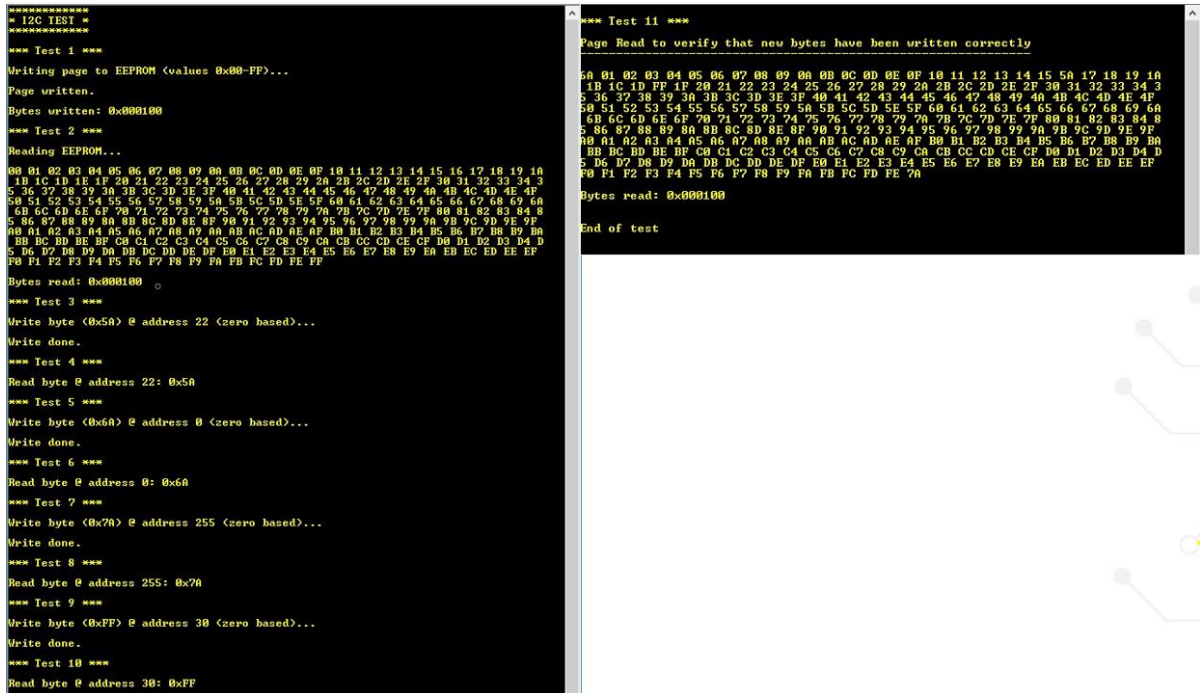 ************
* I2C TEST *
************
*** Test 1 ***
Writing page to EEPROM (values 0x00-FF)...
Page written.
Bytes written: 0x000100
*** Test 2 ***
Reading EEPROM...
00 01 02 03 04 05 06 07 08 09 0A 0B 0C 0D 0E 0F 10 11 12 13 14 15 16 17 18 19 1A
1B 1C 1D 1E 1F 20 21 22 23 24 25 26 27 28 29 2A 2B 2C 2D 2E 2F 30 31 32 33 34 3
5 36 37 38 39 3A 3B 3C 3D 3E 3F 40 41 42 43 44 45 46 47 48 49 4A 4B 4C 4D 4E 4F
50 51 52 53 54 55 56 57 58 59 5A 5B 5C 5D 5E 5F 60 61 62 63 64 65 66 67 68 69 6A
6B 6C 6D 6E 6F 70 71 72 73 74 75 76 77 78 79 7A 7B 7C 7D 7E 7F 80 81 82 83 84 8
5 86 87 88 89 8A 8B 8C 8D 8E 8F 90 91 92 93 94 95 96 97 98 99 9A 9B 9C 9D 9E 9F
A0 A1 A2 A3 A4 A5 A6 A7 A8 A9 AA AB AC AD AE AF B0 B1 B2 B3 B4 B5 B6 B7 B8 B9 BA
BB BC BD BE BF C0 C1 C2 C3 C4 C5 C6 C7 C8 C9 CA CB CC CD CE CF D0 D1 D2 D3 D4 D
5 D6 D7 D8 D9 DA DB DC DD DE DF E0 E1 E2 E3 E4 E5 E6 E7 E8 E9 EA EB EC ED EE EF
F0 F1 F2 F3 F4 F5 F6 F7 F8 F9 FA FB FC FD FE FF
Bytes read: 0x000100
*** Test 3 ***
Write byte (0x5A) @ address 22 (zero based)...
Write done.
*** Test 4 ***
Read byte @ address 22: 0x5A
*** Test 5 ***
Write byte (0x6A) @ address 0 (zero based)...
Write done.
*** Test 6 ***
Read byte @ address 0: 0x6A
*** Test 7 ***
Write byte (0x7A) @ address 255 (zero based)...
Write done.
*** Test 8 ***
Read byte @ address 255: 0x7A
*** Test 9 ***
Write byte (0xFF) @ address 30 (zero based)...
Write done.
*** Test 10 ***
Read byte @ address 30: 0xFF
*** Test 11 ***
Page Read to verify that new bytes have been written correctly
6A 01 02 03 04 05 06 07 08 09 0A 0B 0C 0D 0E 0F 10 11 12 13 14 15 5A 17 18 19 1A
1B 1C 1D FF 1F 20 21 22 23 24 25 26 27 28 29 2A 2B 2C 2D 2E 2F 30 31 32 33 34 3
5 36 37 38 39 3A 3B 3C 3D 3E 3F 40 41 42 43 44 45 46 47 48 49 4A 4B 4C 4D 4E 4F
50 51 52 53 54 55 56 57 58 59 5A 5B 5C 5D 5E 5F 60 61 62 63 64 65 66 67 68 69 6A
6B 6C 6D 6E 6F 70 71 72 73 74 75 76 77 78 79 7A 7B 7C 7D 7E 7F 80 81 82 83 84 8
5 86 87 88 89 8A 8B 8C 8D 8E 8F 90 91 92 93 94 95 96 97 98 99 9A 9B 9C 9D 9E 9F
A0 A1 A2 A3 A4 A5 A6 A7 A8 A9 AA AB AC AD AE AF B0 B1 B2 B3 B4 B5 B6 B7 B8 B9 BA
BB BC BD BE BF C0 C1 C2 C3 C4 C5 C6 C7 C8 C9 CA CB CC CD CE CF D0 D1 D2 D3 D4 D
5 D6 D7 D8 D9 DA DB DC DD DE DF E0 E1 E2 E3 E4 E5 E6 E7 E8 E9 EA EB EC ED EE EF
F0 F1 F2 F3 F4 F5 F6 F7 F8 F9 FA FB FC FD FE 7A
Bytes read: 0x000100
End of test